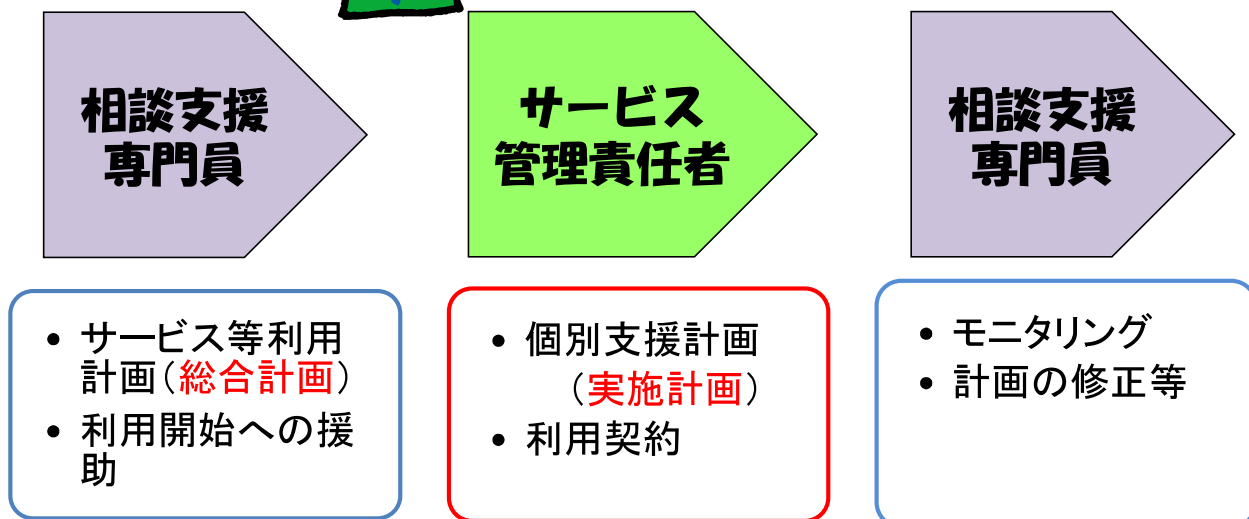 相談支援
専門員
サービス
管理責任者
相談支援
専門員
• サービス等利用
計画(総合計画)
• 利用開始への援
助
• 個別支援計画
(実施計画)
• 利用契約
• モニタリング
• 計画の修正等